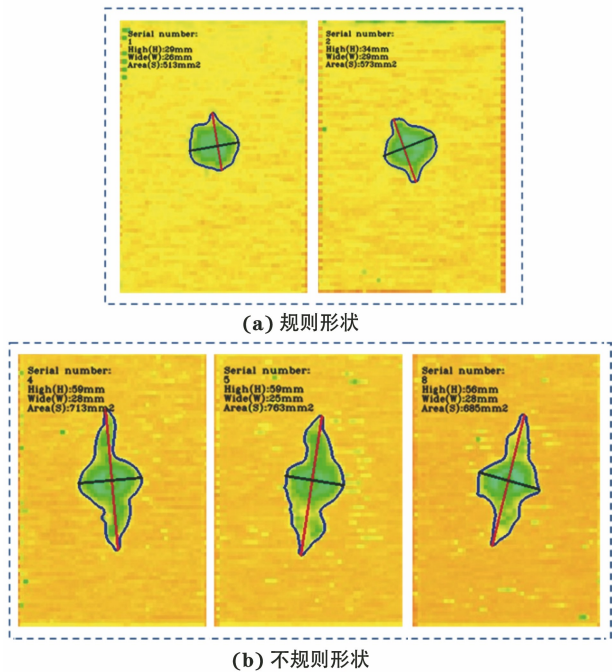 Serial number:
1
High(H):29mm
Wide(W):26mm
Area(S):513mm2
Serial number:
2
High(H):34mm
Wide(W):29mm
Area(S):573mm2
(a) 规则形状
Serial number:
4
High(H):59mm
Wide(W):28mm
Area(S):713mm2
Serial number:
5
High(H):59mm
Wide(W):25mm
Area(S):763mm2
Serial number:
8
High(H):56mm
Wide(W):28mm
Area(S):685mm2
(b) 不规则形状